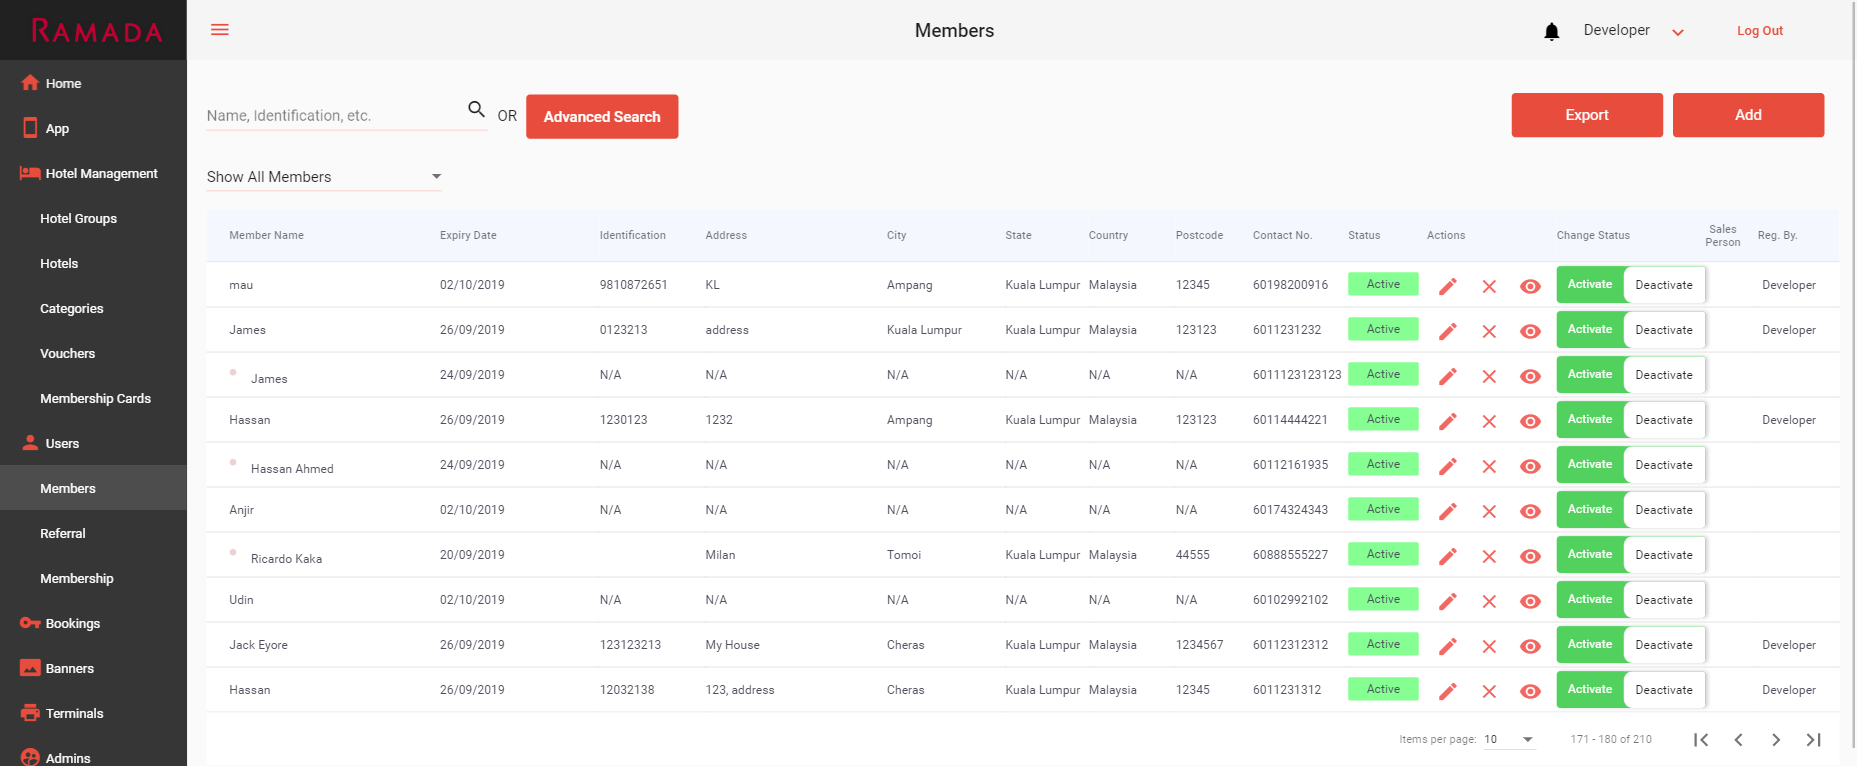 RAMADA
Members
Developer
Log Out
Home
App
Hotel Management
Hotel Groups
Hotels
Categories
Vouchers
Membership Cards
Users
Members
Referral
Membership
Bookings
Banners
Terminals
Admins
Name, Identification, etc.
OR
Advanced Search
Export
Add
Show All Members
Member Name Expiry Date Identification Address City State Country Postcode Contact No. Status Actions Change Status Sales Person Reg. By.
mau 02/10/2019 9810872651 KL Ampang Kuala Lumpur Malaysia 12345 60198200916 Active Activate Deactivate Developer
James 26/09/2019 0123213 address Kuala Lumpur Kuala Lumpur Malaysia 123123 6011231232 Active Activate Deactivate Developer
James 24/09/2019 N/A N/A N/A N/A N/A N/A 6011123123123 Active Activate Deactivate
Hassan 26/09/2019 1230123 1232 Ampang Kuala Lumpur Malaysia 123123 60114444221 Active Activate Deactivate Developer
Hassan Ahmed 24/09/2019 N/A N/A N/A N/A N/A N/A 60112161935 Active Activate Deactivate
Anjir 02/10/2019 N/A N/A N/A N/A N/A N/A 60174324343 Active Activate Deactivate
Ricardo Kaka 20/09/2019 Milan Tomoi Kuala Lumpur Malaysia 44555 60888555227 Active Activate Deactivate
Udin 02/10/2019 N/A N/A N/A N/A N/A N/A 60102992102 Active Activate Deactivate
Jack Eyore 26/09/2019 123123213 My House Cheras Kuala Lumpur Malaysia 1234567 60112312312 Active Activate Deactivate Developer
Hassan 26/09/2019 12032138 123, address Cheras Kuala Lumpur Malaysia 12345 6011231312 Active Activate Deactivate Developer
Items per page: 10 171 - 180 of 210